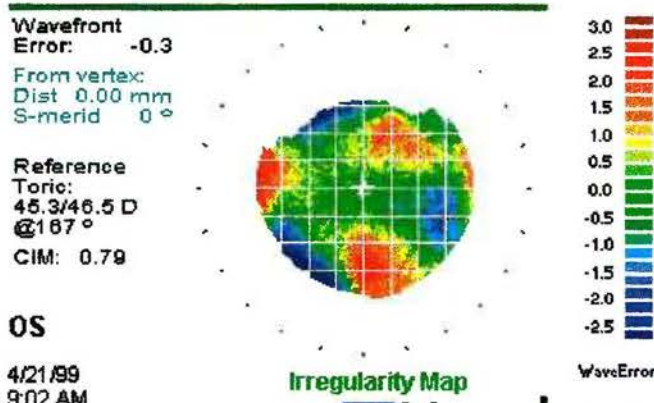 Wavefront
Error: -0.3
From vertex:
Dist 0.00 mm
S-merid 0 °
Reference
Toric:
45.3/46.5 D
@167 °
CIM: 0.79
OS
4/21/99
9:02 AM
Irregularity Map
3.0
2.5
2.0
1.5
1.0
0.5
0.0
-0.5
-1.0
-1.5
-2.0
-2.5
WaveError